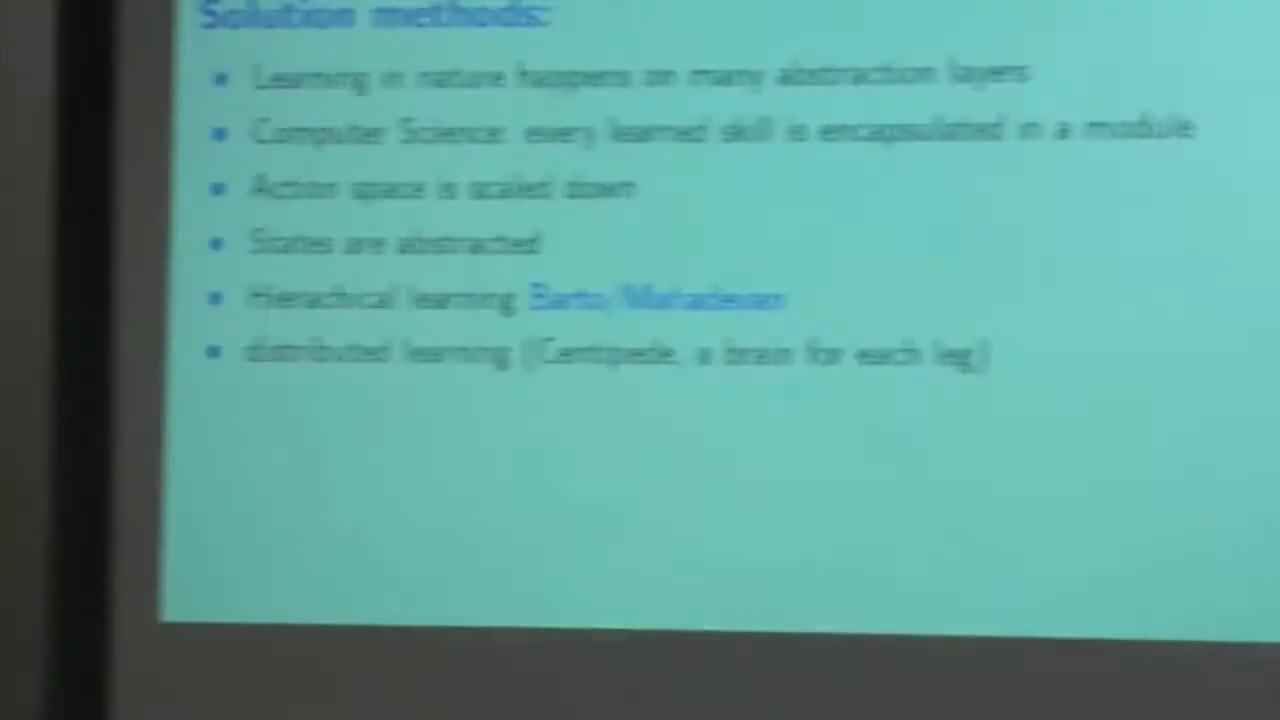 Solution methods:
Learning in nature happens on many abstraction layers
Computer Science: every learned skill is encapsulated in a module
Action space is scaled down
States are abstracted
Hierachical learning Barto/Mahadevan
distributed learning (Centipede, a brain for each leg)